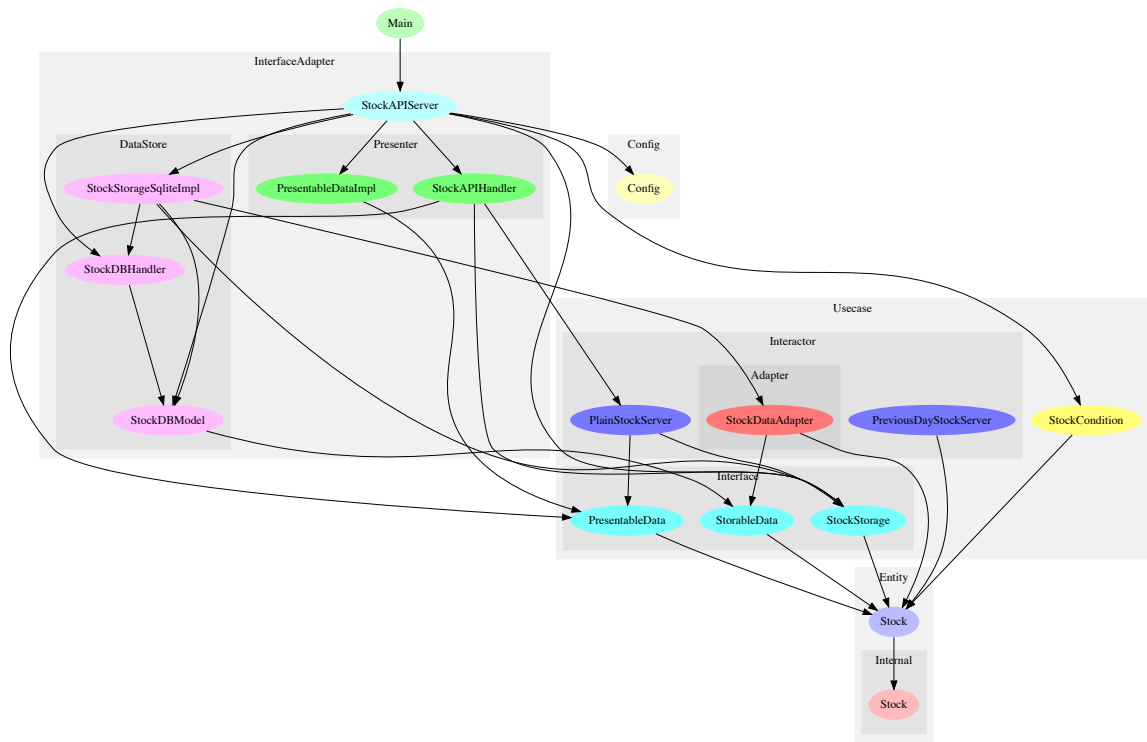 Main
InterfaceAdapter
StockAPIServer
DataStore
Presenter
Config
StockStorageSqliteImpl
PresentableDataImpl
StockAPIHandler
Config
StockDBHandler
Usecase
Interactor
Adapter
StockDBModel
PlainStockServer
StockDataAdapter
PreviousDayStockServer
StockCondition
Interface
PresentableData
StorableData
StockStorage
Entity
Stock
Internal
Stock